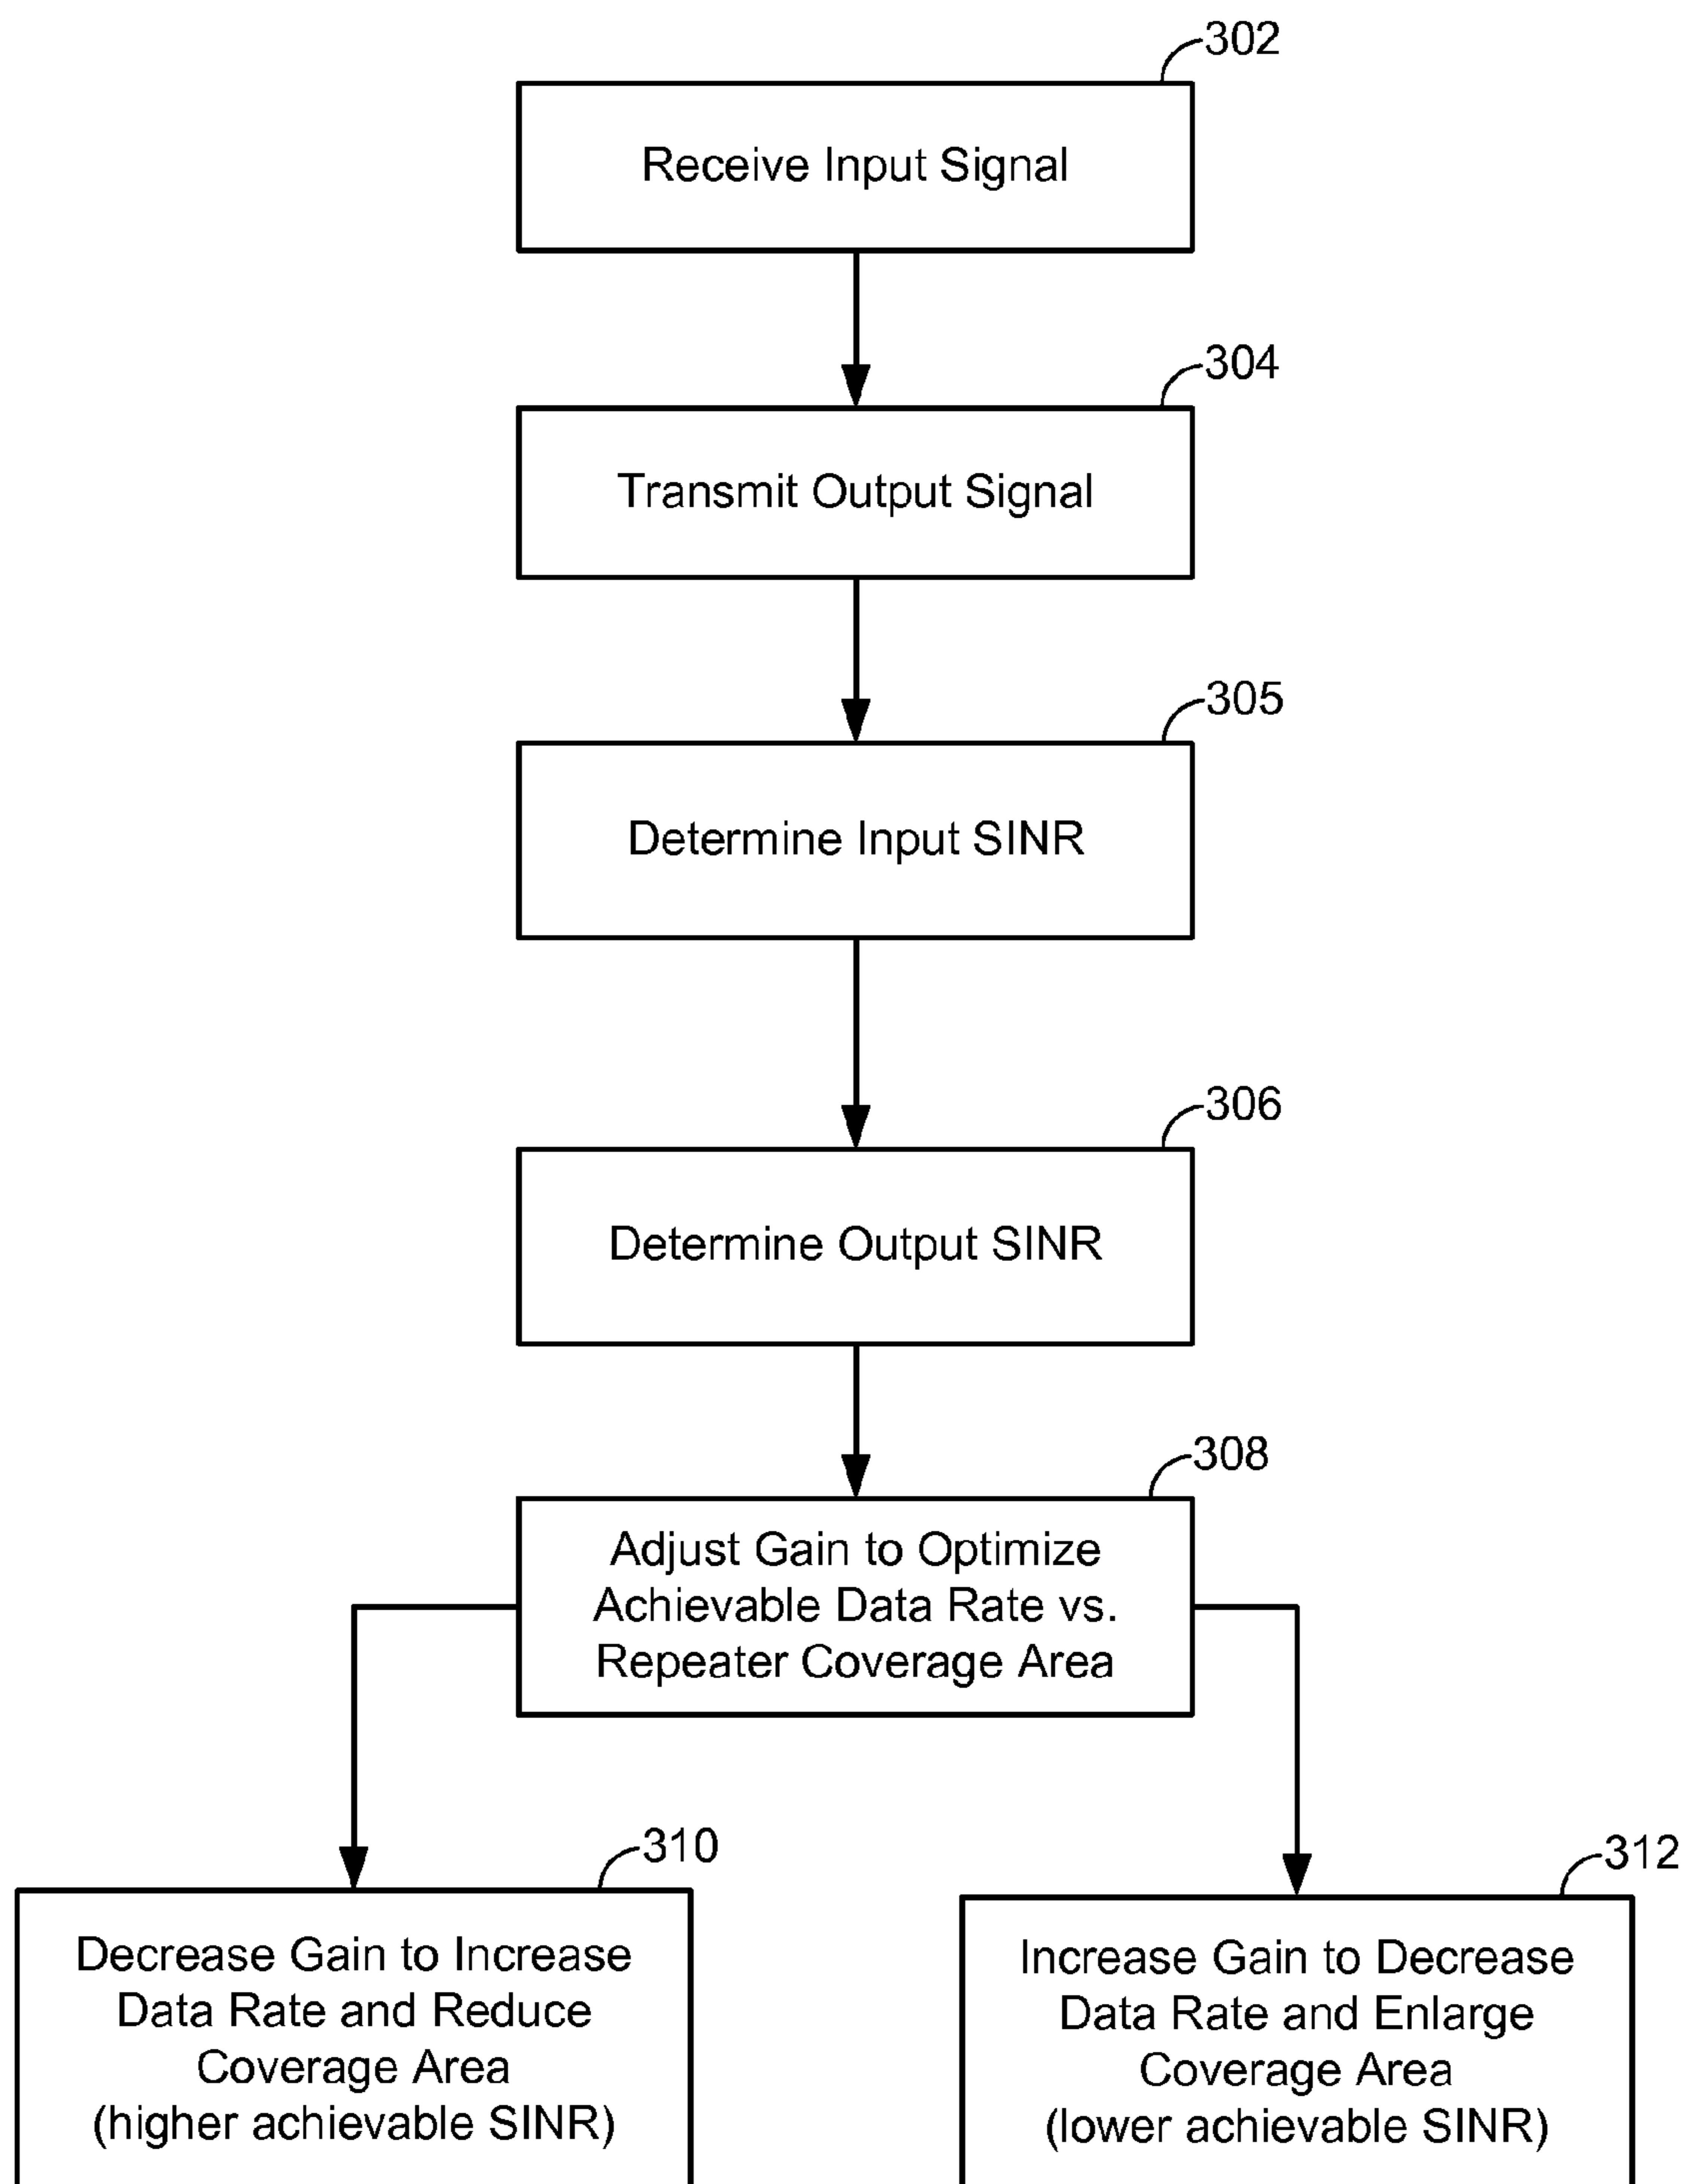 302
Receive Input Signal
304
Transmit Output Signal
305
Determine Input SINR
306
Determine Output SINR
308
Adjust Gain to Optimize
Achievable Data Rate vs.
Repeater Coverage Area
310
Decrease Gain to Increase
Data Rate and Reduce
Coverage Area
(higher achievable SINR)
312
Increase Gain to Decrease
Data Rate and Enlarge
Coverage Area
(lower achievable SINR)